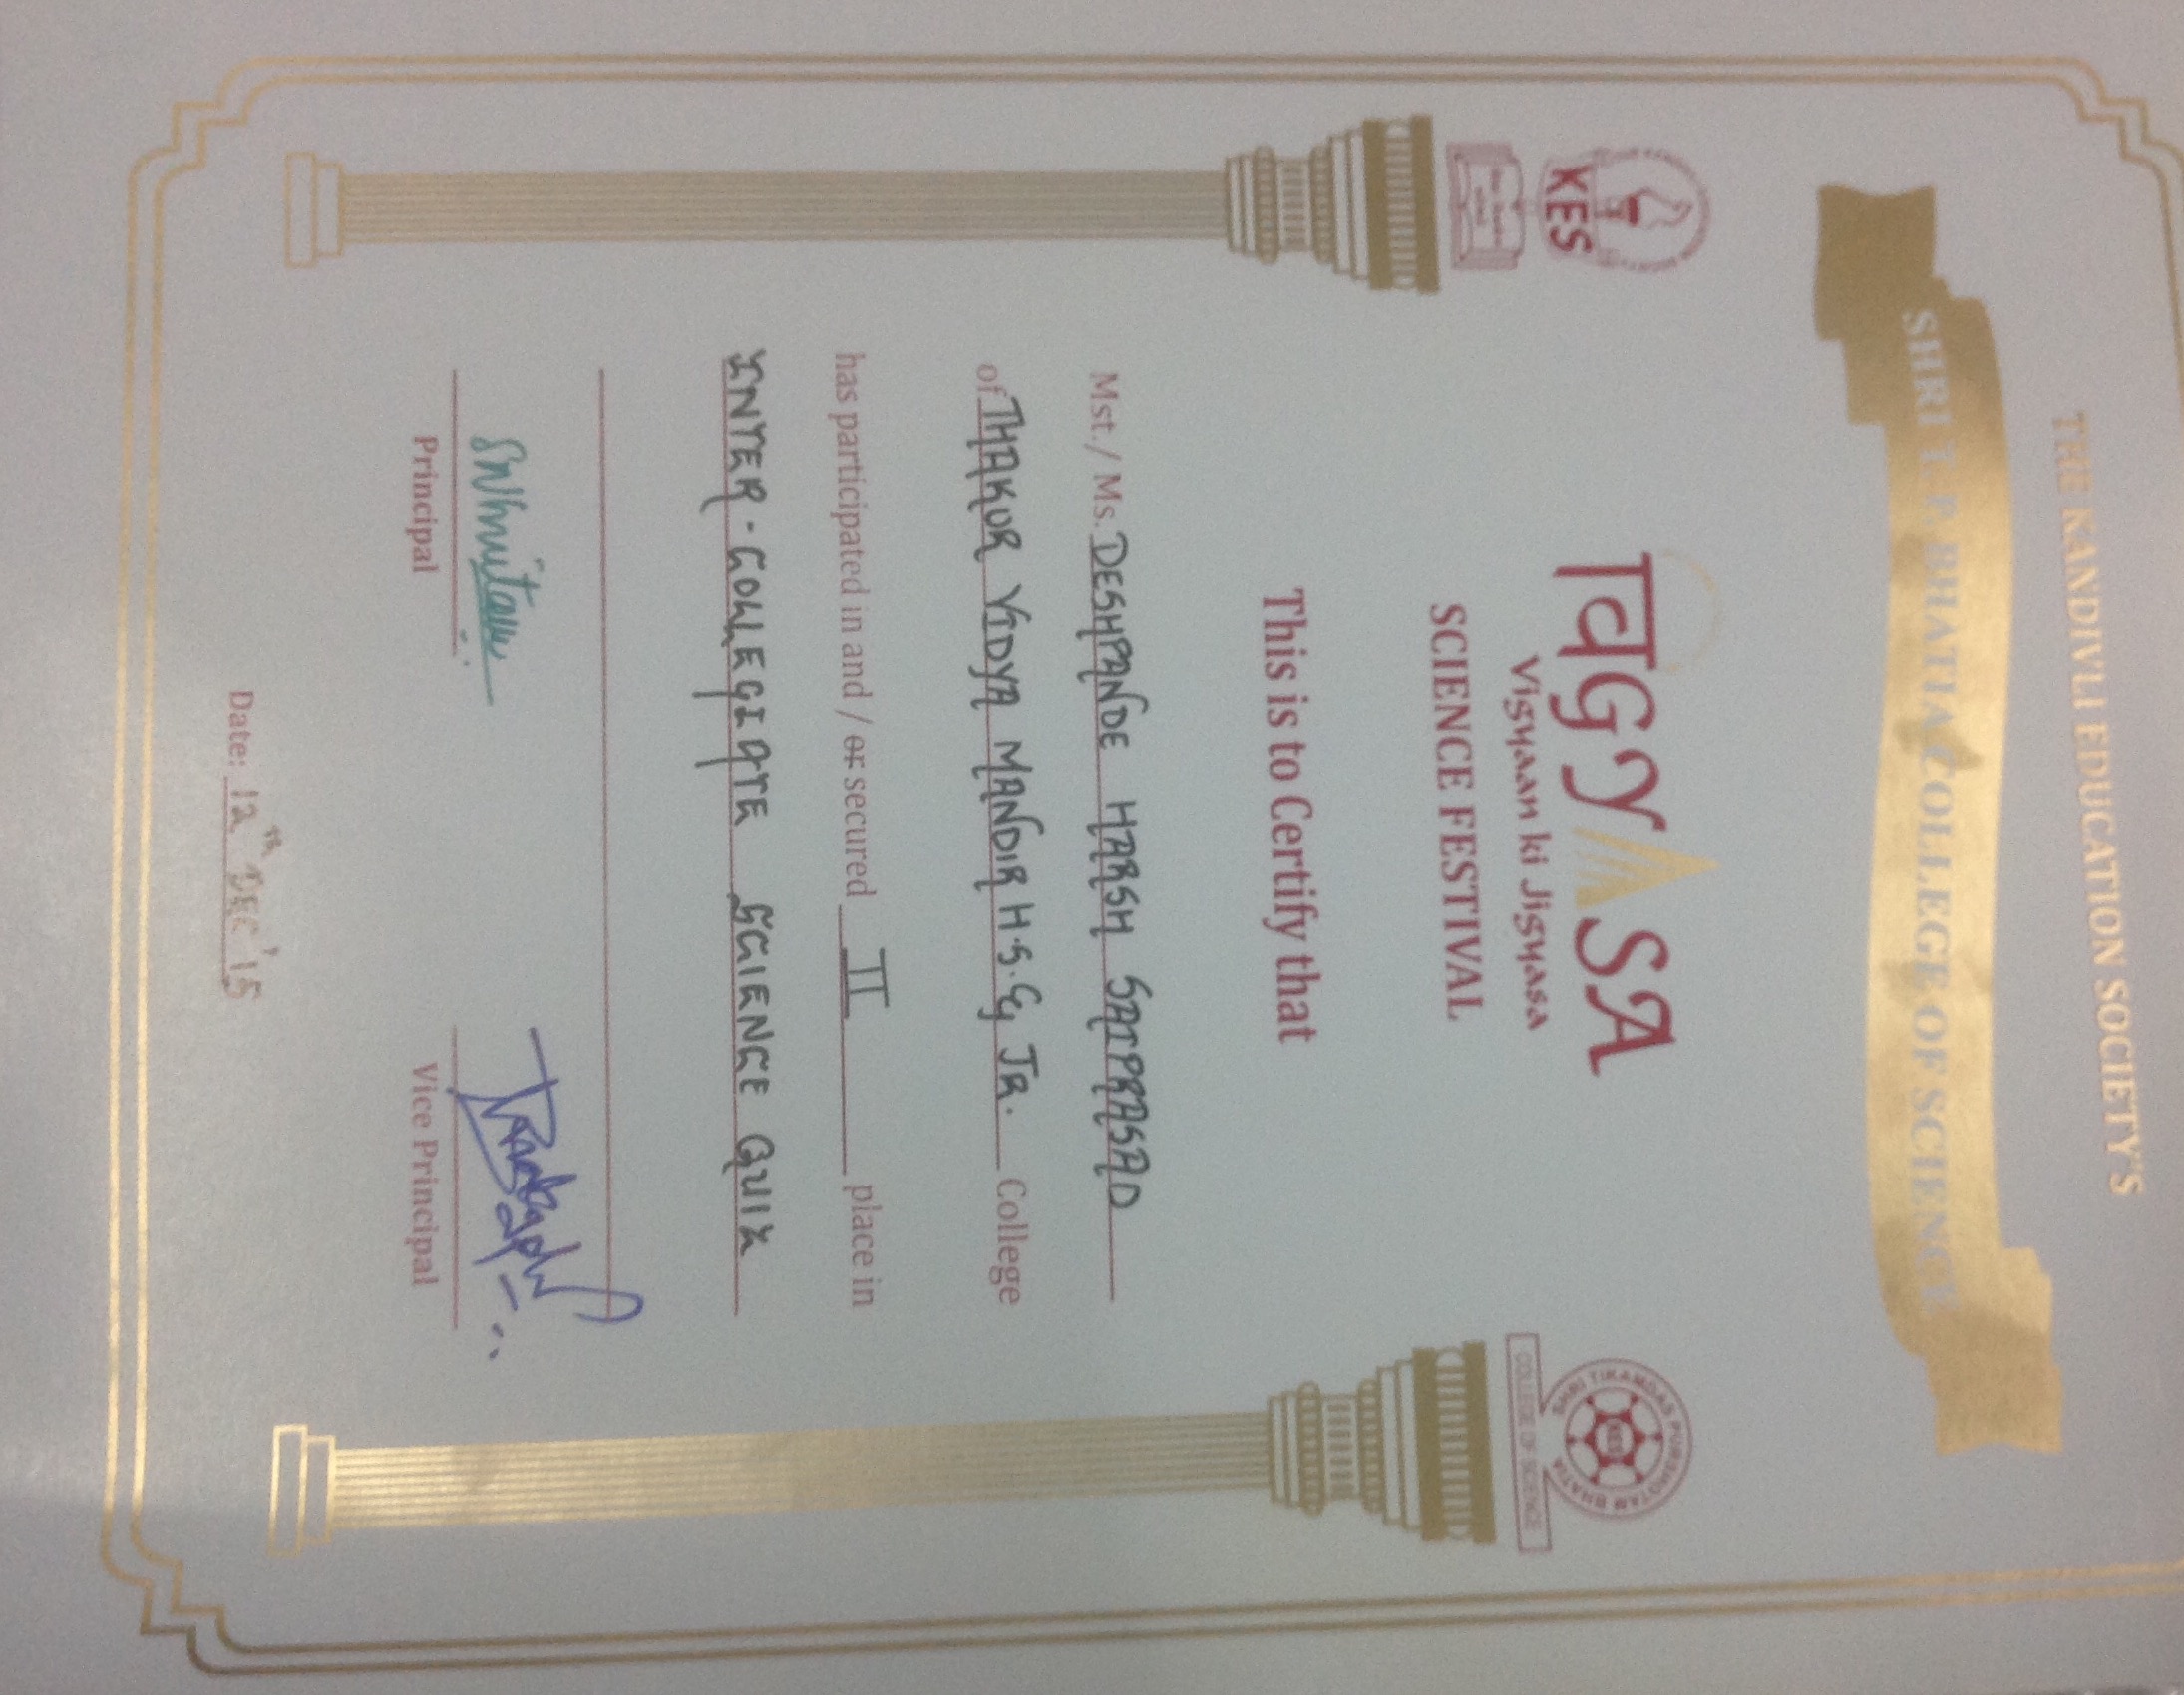 THE KANDIVLI EDUCATION SOCIETY'S
SHRI T. P. BHATIA COLLEGE OF SCIENCE
KES
SHRI TIKAMDAS PURSHOTAM BHATIA
KES
COLLEGE OF SCIENCE
विGYASA
Vigyaan ki Jigyasa
SCIENCE FESTIVAL
This is to Certify that
Mst./ Ms. DESHPANDE HARSH SAIPRASAD
of THAKUR VIDYA MANDIR H.S. & JR. College
has participated in and / or secured II place in
INTER-COLLEGIATE SCIENCE QUIZ
Principal
Vice Principal
Date: 12th DEC '15